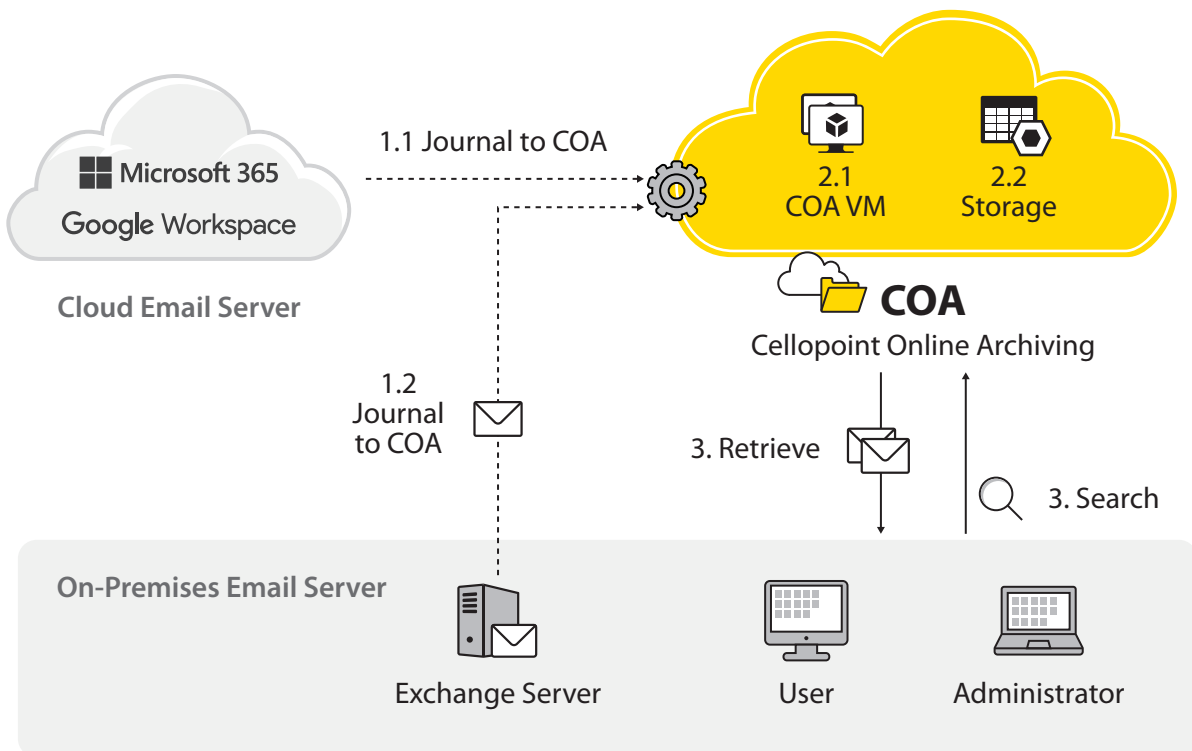 Microsoft 365
Google Workspace
Cloud Email Server
1.1 Journal to COA
2.1
COA VM
2.2
Storage
COA
Cellopoint Online Archiving
1.2
Journal
to COA
3. Retrieve
3. Search
On-Premises Email Server
Exchange Server
User
Administrator